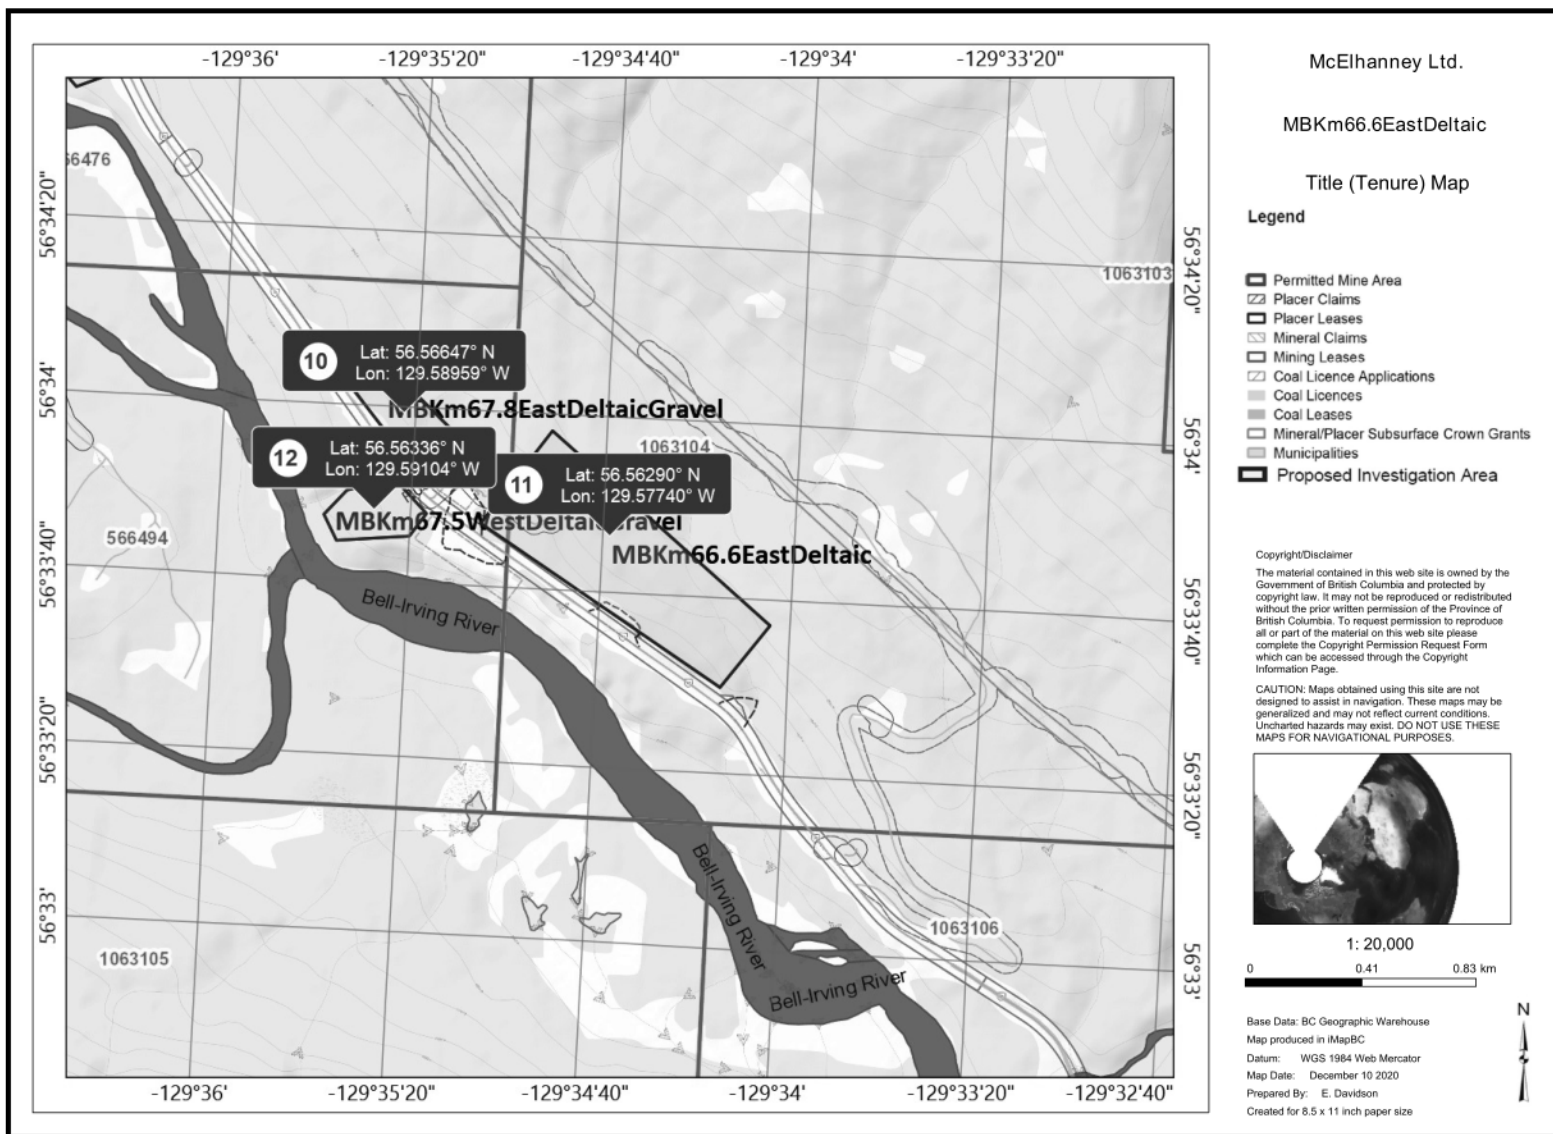 -129°36' -129°35'20" -129°34'40" -129°34' -129°33'20"
56°34'20"
56°34'
56°33'40"
56°33'20"
56°33'
66476
1063103
10
Lat: 56.56647° N
Lon: 129.58959° W
MBKm67.8EastDeltaicGravel
12
Lat: 56.56336° N
Lon: 129.59104° W
1063104
11
Lat: 56.56290° N
Lon: 129.57740° W
MBKm67.5WestDeltaicGravel
566494
MBKm66.6EastDeltaic
Bell-Irving River
Bell-Irving River
1063106
1063105
Bell-Irving River
56°34'20"
56°34'
56°33'40"
56°33'20"
56°33'
-129°36' -129°35'20" -129°34'40" -129°34' -129°33'20" -129°32'40"
McElhanney Ltd.
MBKm66.6EastDeltaic
Title (Tenure) Map
Legend
Permitted Mine Area
Placer Claims
Placer Leases
Mineral Claims
Mining Leases
Coal Licence Applications
Coal Licences
Coal Leases
Mineral/Placer Subsurface Crown Grants
Municipalities
Proposed Investigation Area
Copyright/Disclaimer
The material contained in this web site is owned by the
Government of British Columbia and protected by
copyright law. It may not be reproduced or redistributed
without the prior written permission of the Province of
British Columbia. To request permission to reproduce
all or part of the material on this web site please
complete the Copyright Permission Request Form
which can be accessed through the Copyright
Information Page.
CAUTION: Maps obtained using this site are not
designed to assist in navigation. These maps may be
generalized and may not reflect current conditions.
Uncharted hazards may exist. DO NOT USE THESE
MAPS FOR NAVIGATIONAL PURPOSES.
1: 20,000
0 0.41 0.83 km
Base Data: BC Geographic Warehouse
Map produced in iMapBC
Datum: WGS 1984 Web Mercator
Map Date: December 10 2020
Prepared By: E. Davidson
Created for 8.5 x 11 inch paper size
N